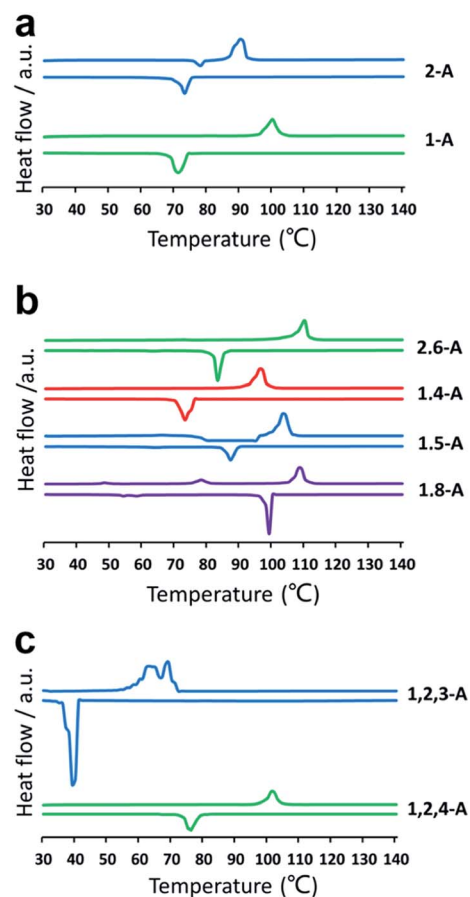 a
Heat flow / a.u.
2-A
1-A
30 40 50 60 70 80 90 100 110 120 130 140
Temperature (℃)
b
Heat flow /a.u.
2.6-A
1.4-A
1.5-A
1.8-A
30 40 50 60 70 80 90 100 110 120 130 140
Temperature (℃)
c
Heat flow / a.u.
1,2,3-A
1,2,4-A
30 40 50 60 70 80 90 100 110 120 130 140
Temperature (℃)